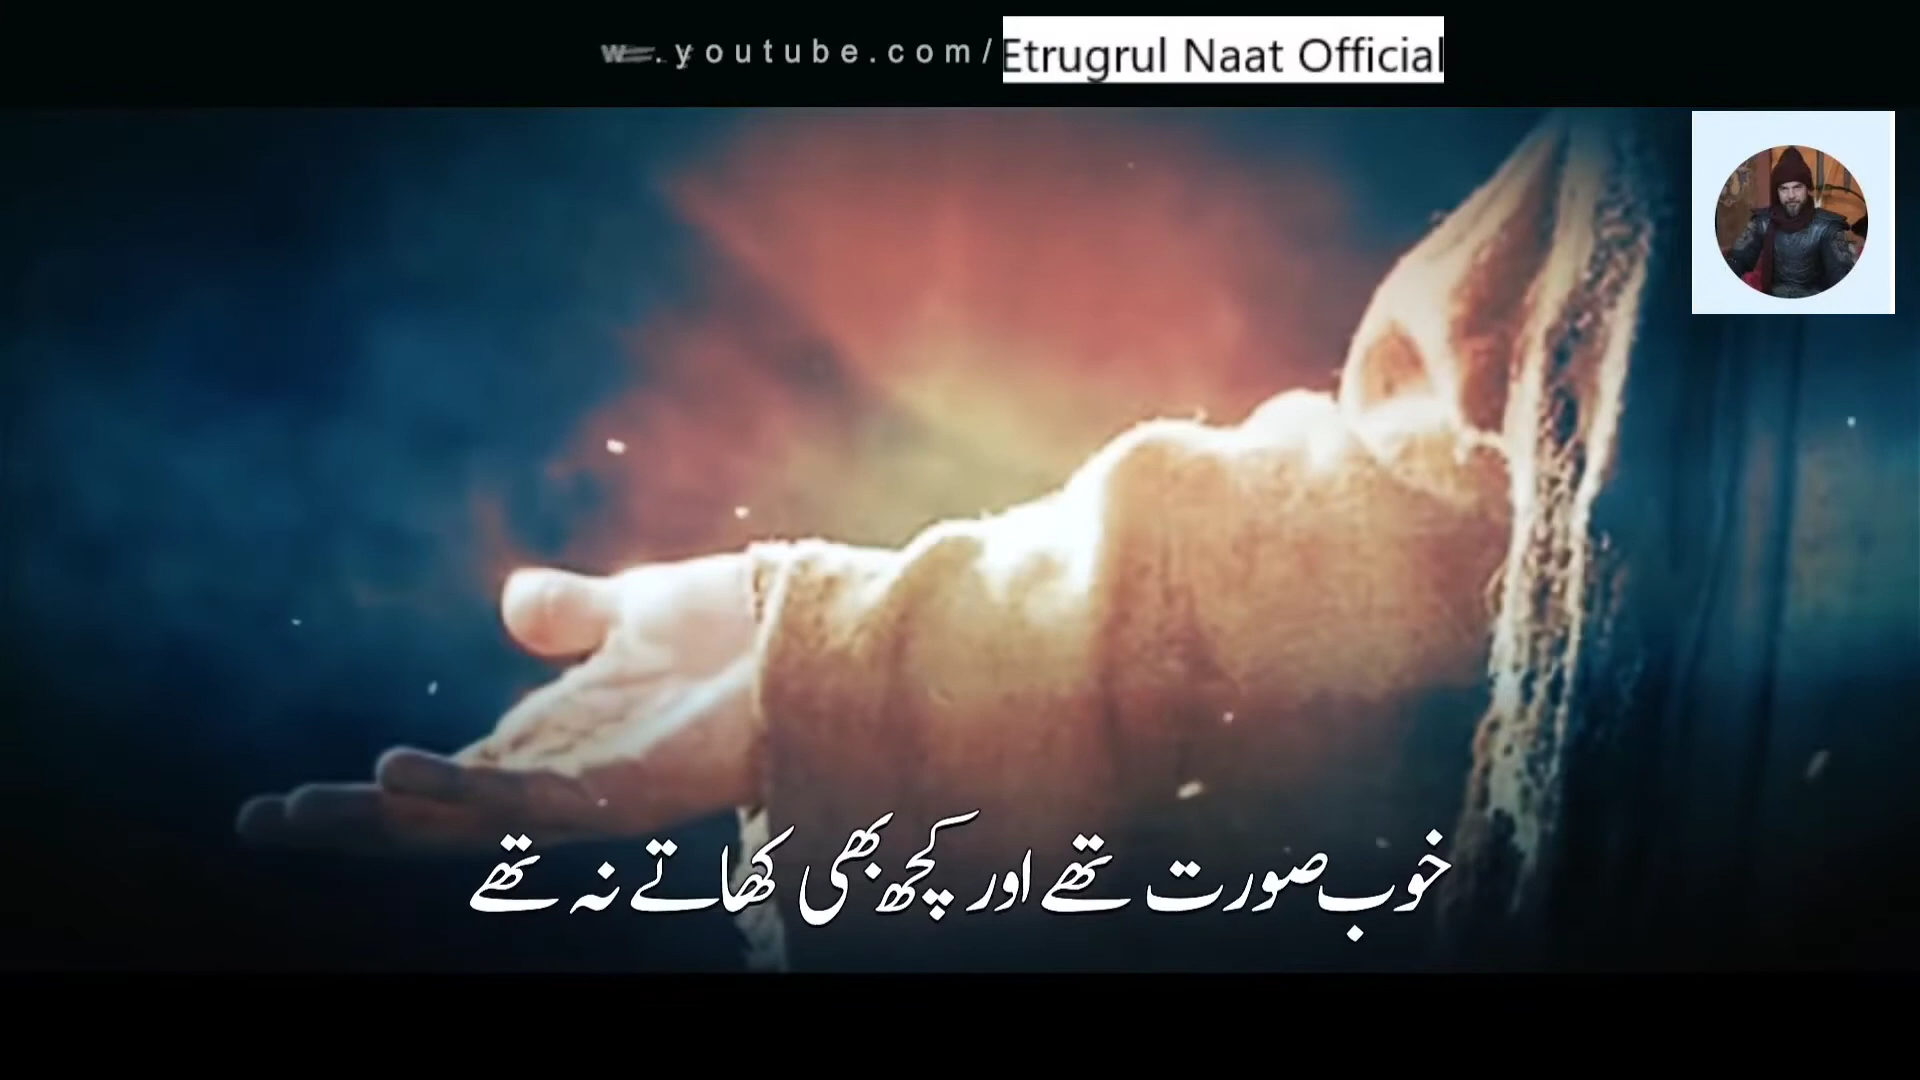 .youtube.com/Etrugrul Naat Official
خوب صورت تھے اور کچھ بھی کھاتے نہ تھے